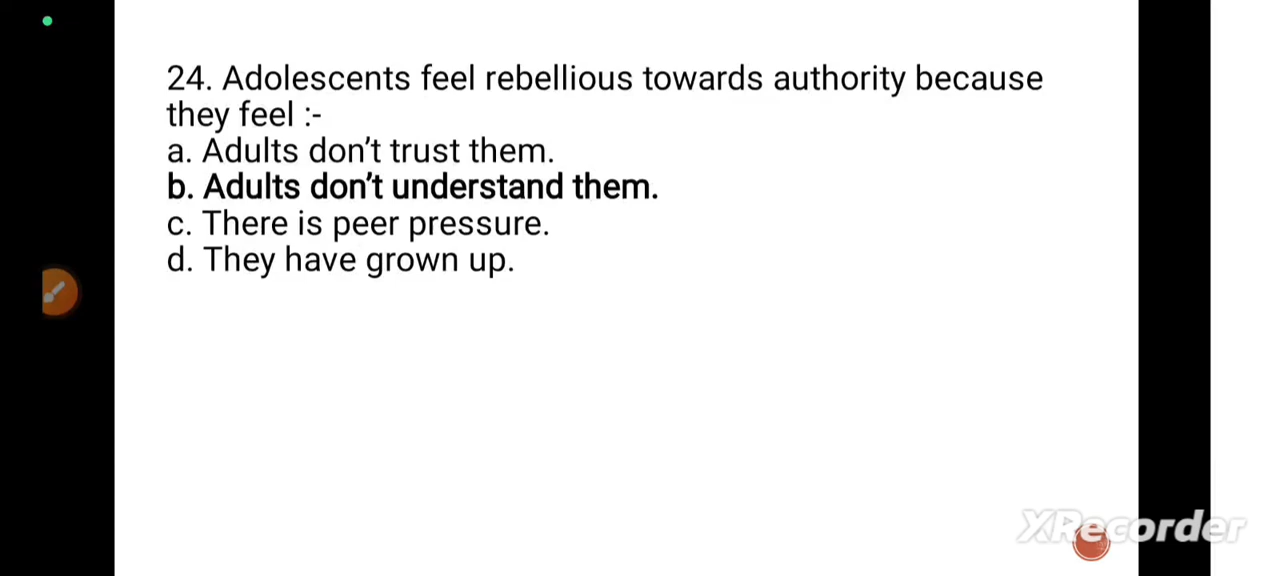 24. Adolescents feel rebellious towards authority because
they feel :-
a. Adults don't trust them.
b. Adults don't understand them.
c. There is peer pressure.
d. They have grown up.
XRecorder